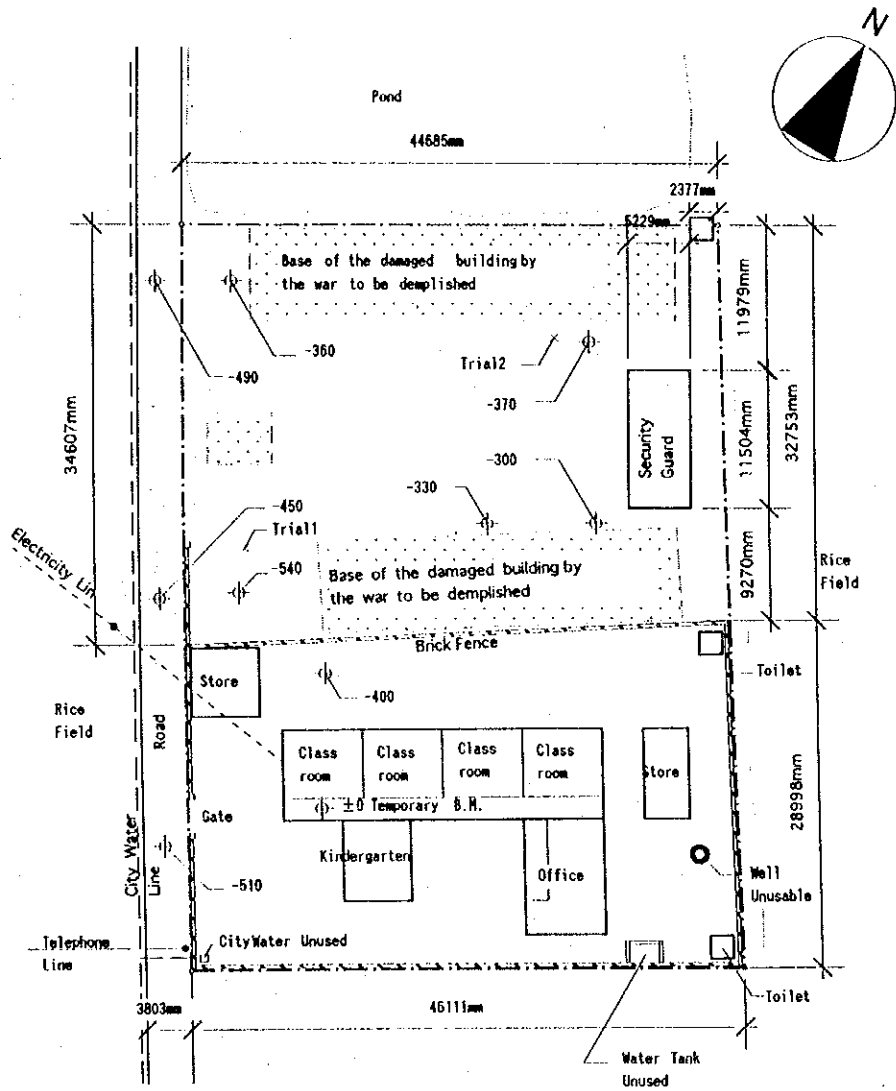 N
Pond
44685mm
2377mm
5229mm
Base of the damaged building by
the war to be demplished
11979mm
-360
-490
Trial2
-370
34607mm
Security
Guard
11504mm
32753mm
-300
-330
-450
Trial1
Electricity Lin
-540
Base of the damaged building by
the war to be demplished
9270mm
Rice
Field
Brick Fence
Store
-400
Toilet
Rice
Field
Road
Class
room
Class
room
Class
room
Class
room
Store
±0 Temporary B.M.
Gate
28998mm
City Water
Line
Kindergarten
Office
-510
Well
Unusable
Telephone
Line
CityWater Unused
3803mm
46111mm
Toilet
Water Tank
Unused